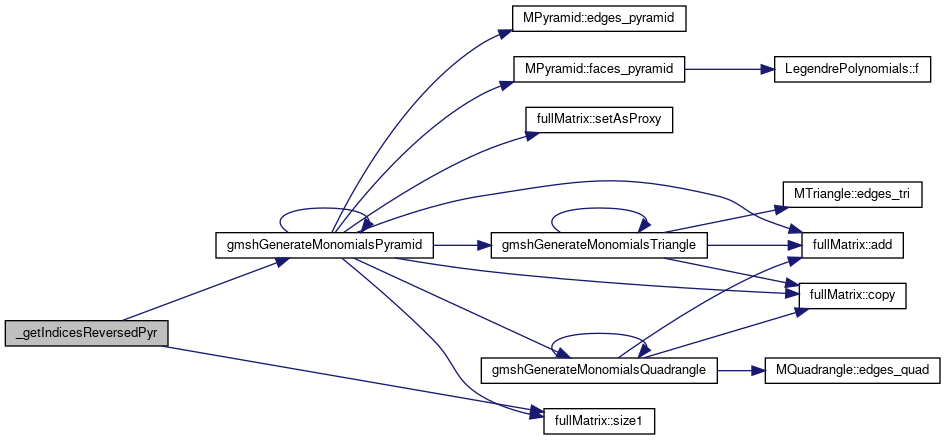 MPyramid::edges_pyramid
MPyramid::faces_pyramid
LegendrePolynomials::f
fullMatrix::setAsProxy
MTriangle::edges_tri
gmshGenerateMonomialsPyramid
gmshGenerateMonomialsTriangle
fullMatrix::add
fullMatrix::copy
_getIndicesReversedPyr
gmshGenerateMonomialsQuadrangle
MQuadrangle::edges_quad
fullMatrix::size1